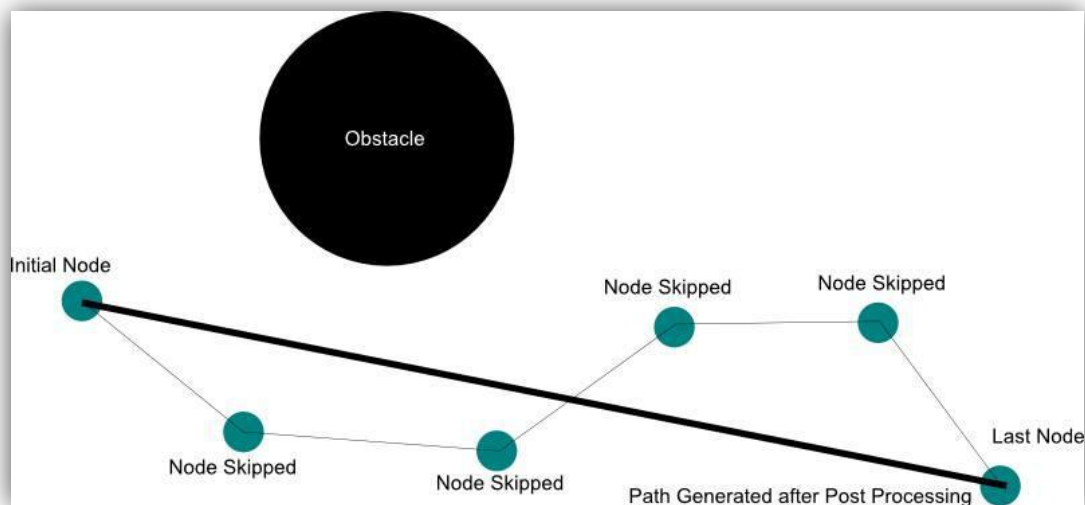 Obstacle
Initial Node
Node Skipped
Node Skipped
Last Node
Node Skipped
Node Skipped
Path Generated after Post Processing